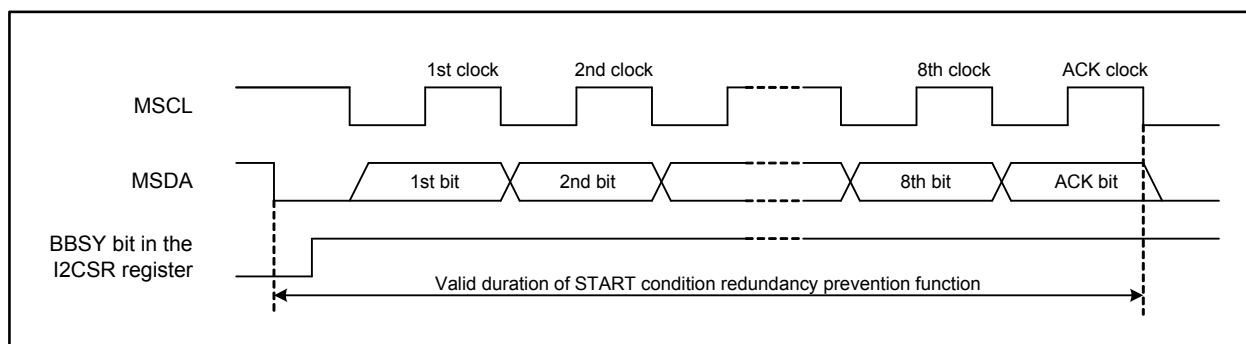 1st clock 2nd clock 8th clock ACK clock
MSCL
MSDA 1st bit 2nd bit 8th bit ACK bit
BBSY bit in the
I2CSR register
Valid duration of START condition redundancy prevention function